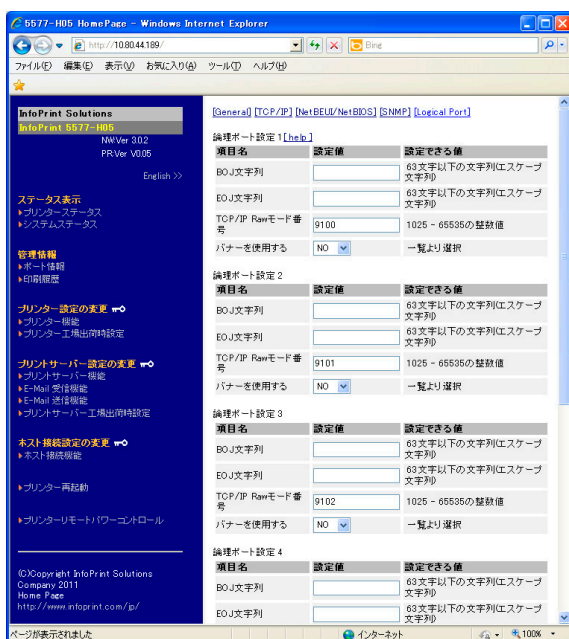 5577-H05 HomePage - Windows Internet Explorer
http://10.80.44.189/
Bing
ファイル(F) 編集(E) 表示(V) お気に入り(A) ツール(T) ヘルプ(H)
InfoPrint Solutions
InfoPrint 5577-H05
NW:Ver 3.0.2
PR:Ver V0.05
English >>
ステータス表示
プリンターステータス
システムステータス
管理情報
ポート情報
印刷履歴
プリンター設定の変更
プリンター機能
プリンター工場出荷時設定
プリントサーバー設定の変更
プリントサーバー機能
E-Mail 受信機能
E-Mail 送信機能
プリントサーバー工場出荷時設定
ホスト接続設定の変更
ホスト接続機能
プリンター再起動
プリンターリモートパワーコントロール
(C)Copyright InfoPrint Solutions
Company 2011
Home Page
http://www.infoprint.com/jp/
[General] [TCP/IP] [NetBEUI/NetBIOS] [SNMP] [Logical Port]
論理ポート設定 1 [help ]
項目名 設定値 設定できる値
BOJ文字列 63文字以下の文字列(エスケープ
文字列)
EOJ文字列 63文字以下の文字列(エスケープ
文字列)
TCP/IP Rawモード番
号 9100 1025 - 65535の整数値
バナーを使用する NO 一覧より選択
論理ポート設定 2
項目名 設定値 設定できる値
BOJ文字列 63文字以下の文字列(エスケープ
文字列)
EOJ文字列 63文字以下の文字列(エスケープ
文字列)
TCP/IP Rawモード番
号 9101 1025 - 65535の整数値
バナーを使用する NO 一覧より選択
論理ポート設定 3
項目名 設定値 設定できる値
BOJ文字列 63文字以下の文字列(エスケープ
文字列)
EOJ文字列 63文字以下の文字列(エスケープ
文字列)
TCP/IP Rawモード番
号 9102 1025 - 65535の整数値
バナーを使用する NO 一覧より選択
論理ポート設定 4
項目名 設定値 設定できる値
BOJ文字列 63文字以下の文字列(エスケープ
文字列)
EOJ文字列 63文字以下の文字列(エスケープ
文字列)
ページが表示されました インターネット 100%